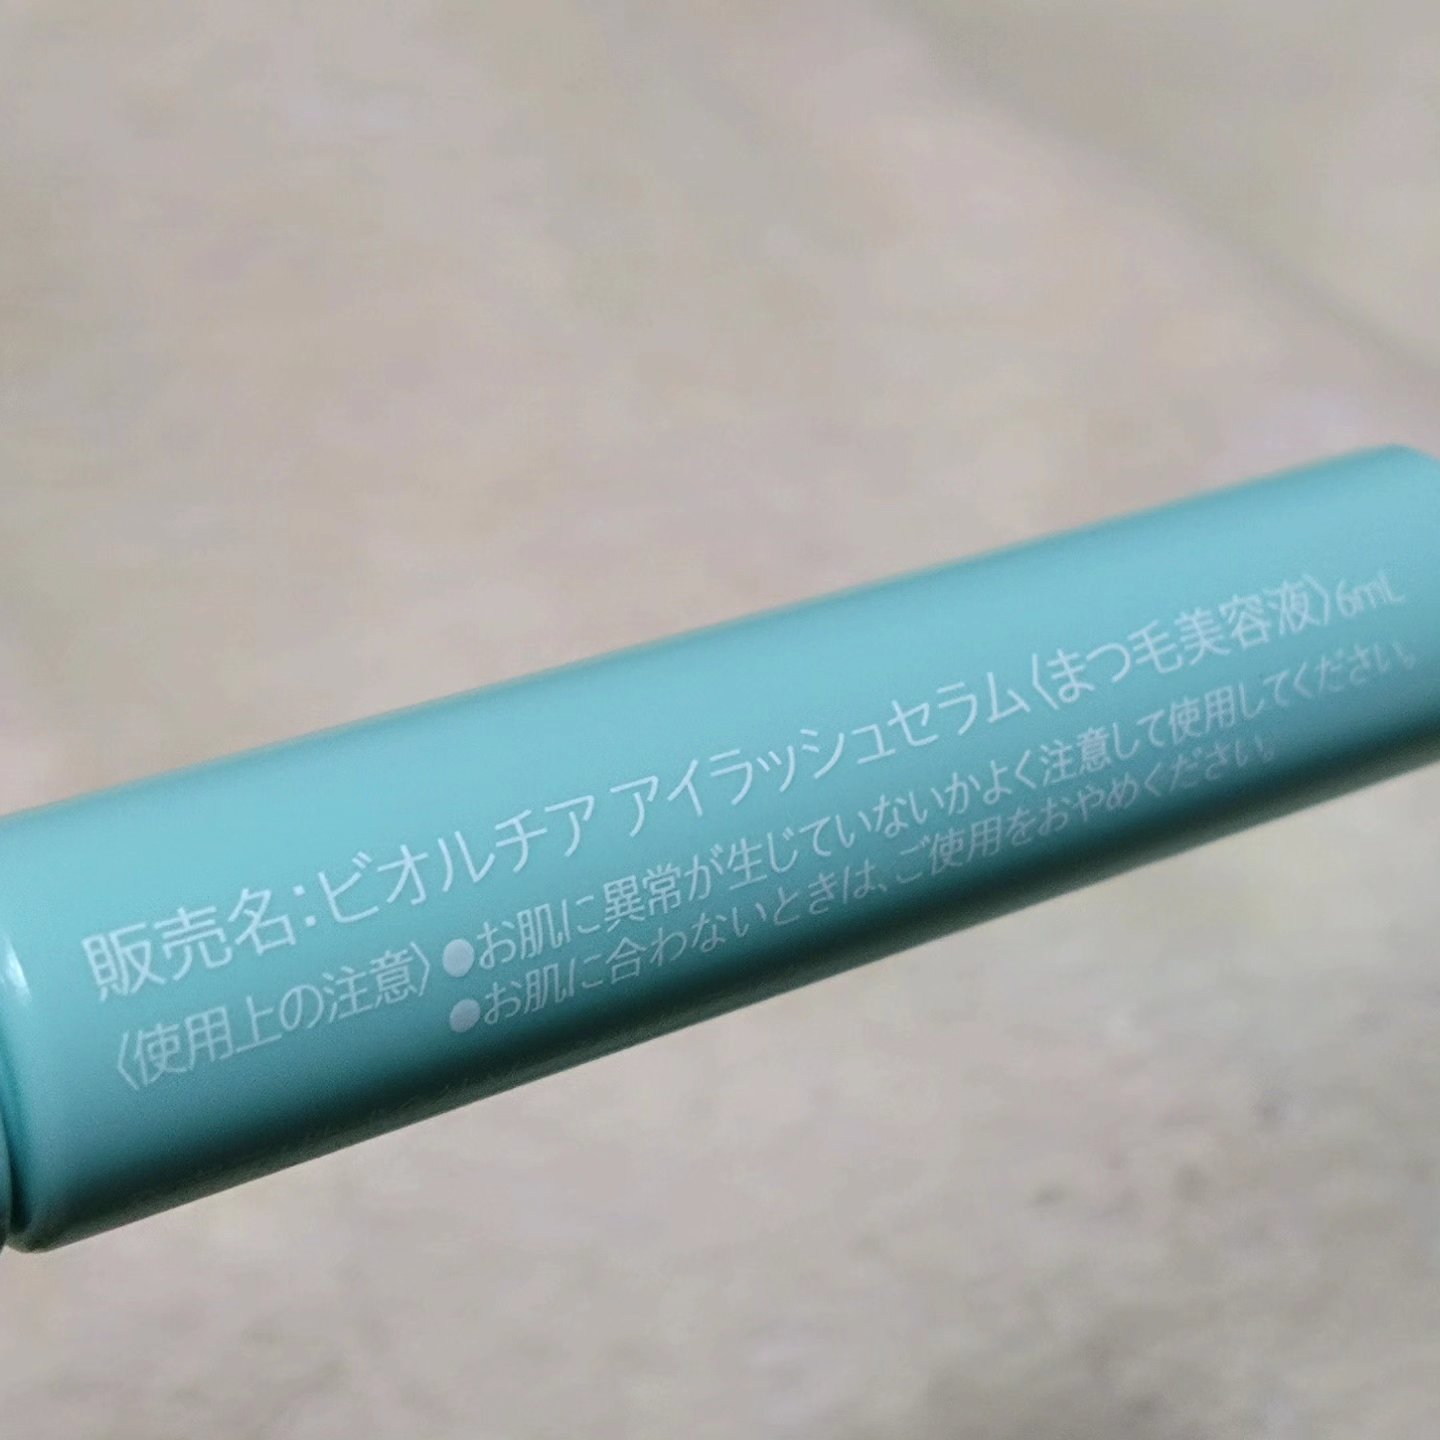 販売名：ビオルチア アイラッシュセラム〈まつ毛美容液〉6mL
〈使用上の注意〉●お肌に異常が生じていないかよく注意して使用してください。
●お肌に合わないときは、ご使用をおやめください。